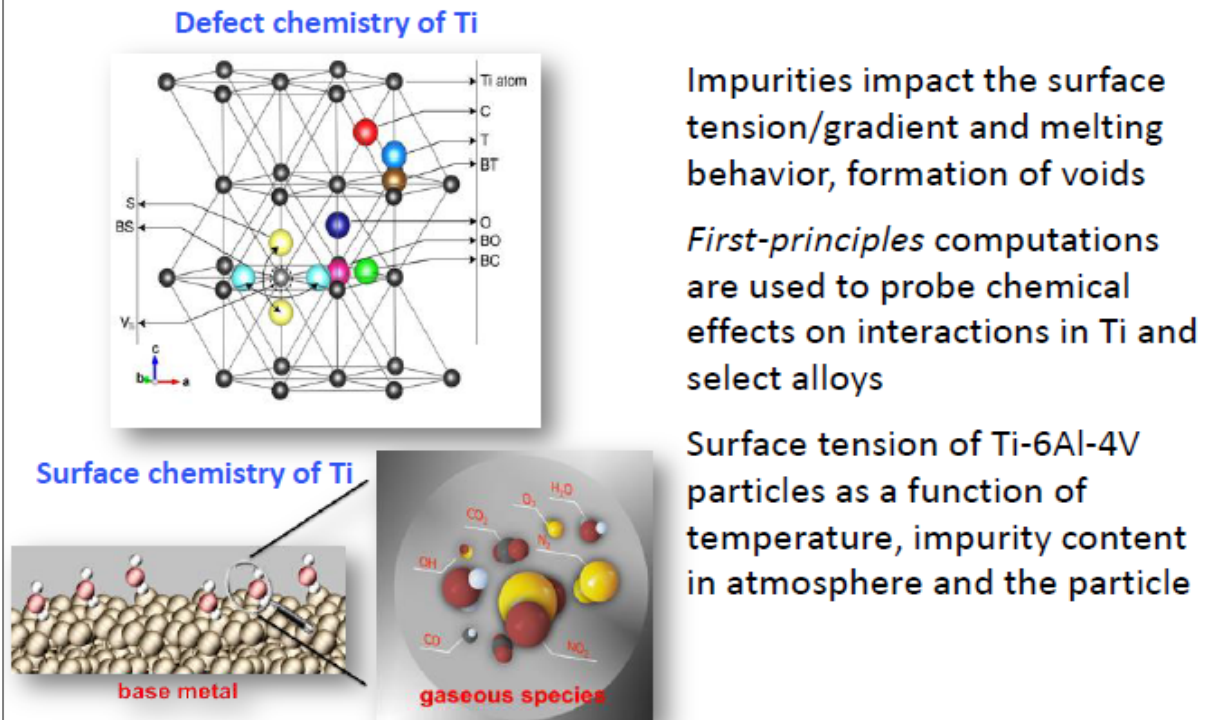 Defect chemistry of Ti
Ti atom
C
T
BT
S
BS
O
BO
BC
c
b
a
Surface chemistry of Ti
H₂O
CO₂
N₂
OH
CO
NO₂
base metal
gaseous species
Impurities impact the surface
tension/gradient and melting
behavior, formation of voids
First-principles computations
are used to probe chemical
effects on interactions in Ti and
select alloys
Surface tension of Ti-6Al-4V
particles as a function of
temperature, impurity content
in atmosphere and the particle